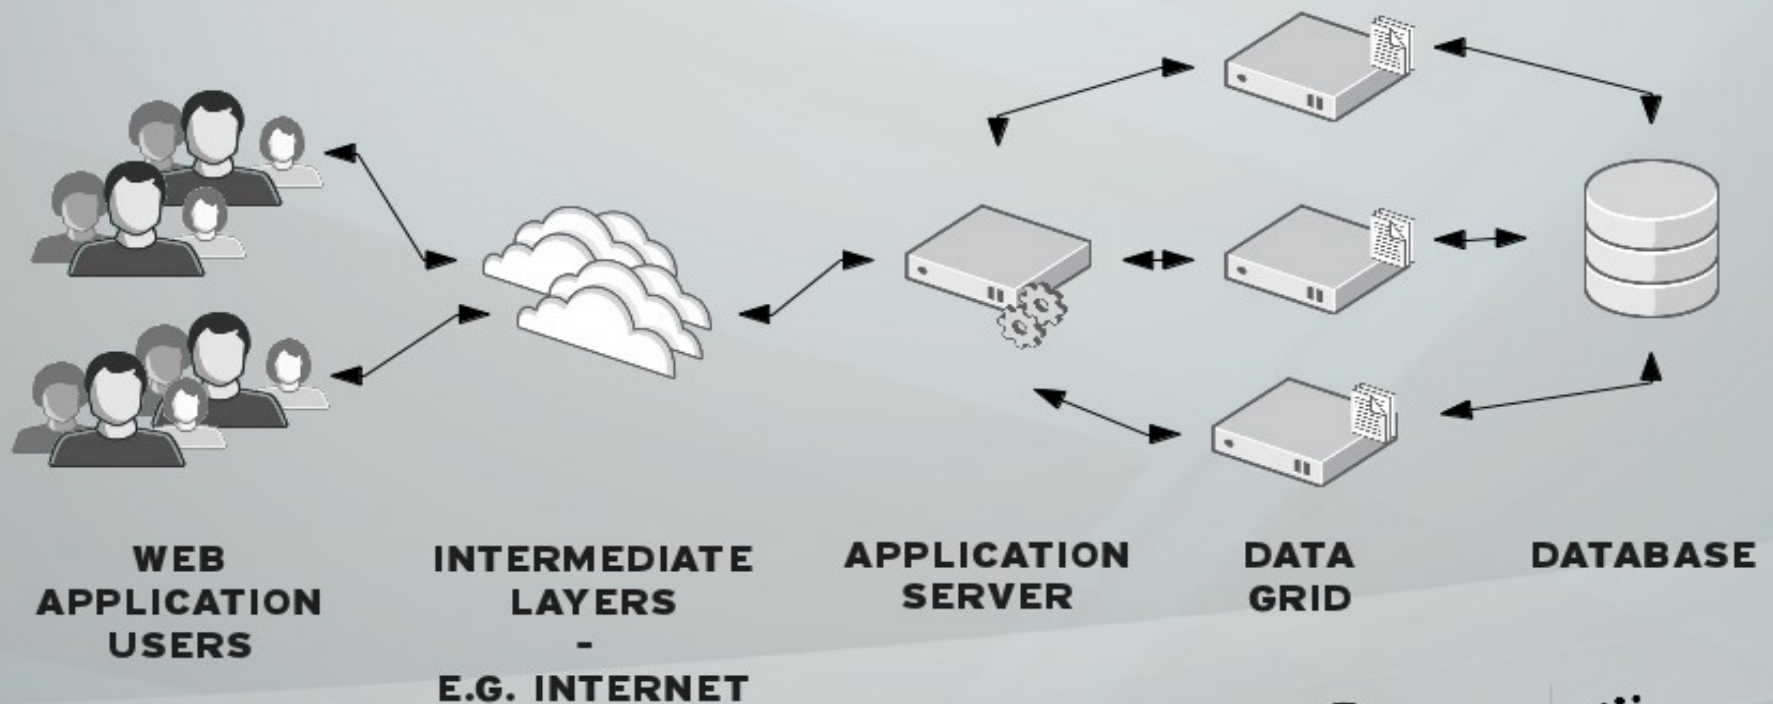 WEB
APPLICATION
USERS
INTERMEDIATE
LAYERS
-
E.G. INTERNET
APPLICATION
SERVER
DATA
GRID
DATABASE